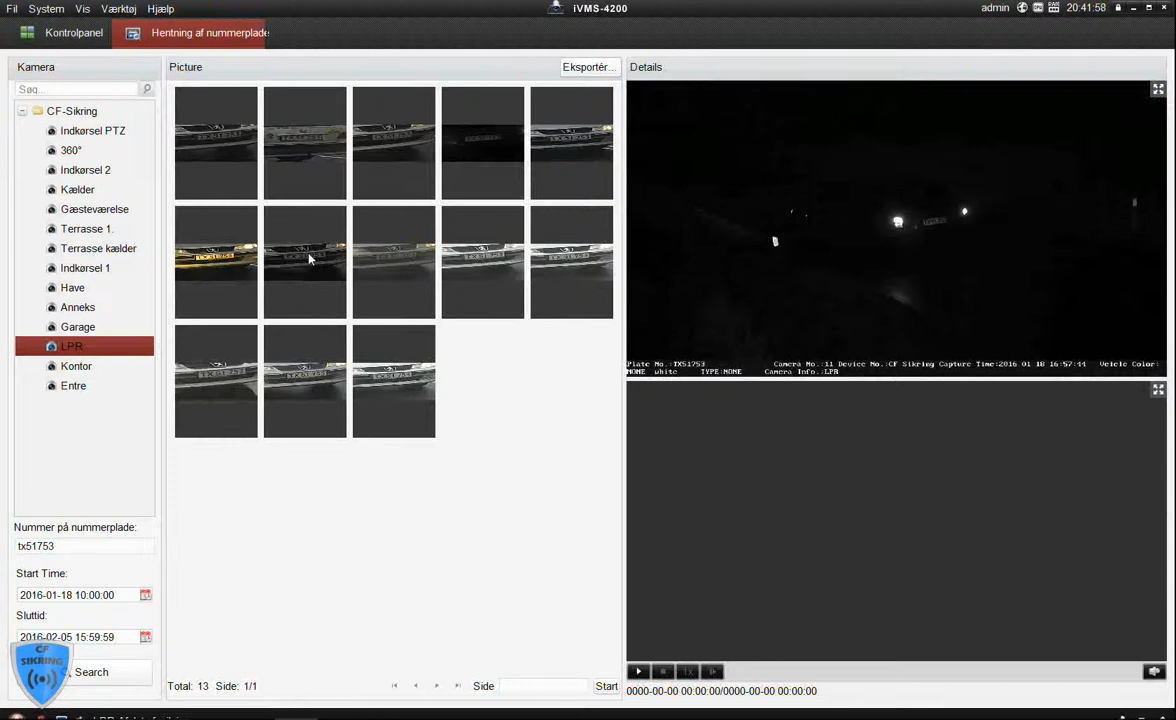 Fil System Vis Værktøj Hjælp iVMS-4200 admin 20:41:58
Kontrolpanel Hentning af nummerplade
Kamera
Søg...
CF-Sikring
Indkørsel PTZ
360°
Indkørsel 2
Kælder
Gæsteværelse
Terrasse 1.
Terrasse kælder
Indkørsel 1
Have
Anneks
Garage
LPR
Kontor
Entre
Nummer på nummerplade:
tx51753
Start Time:
2016-01-18 10:00:00
Sluttid:
2016-02-05 15:59:59
CF
SIKRING
Search
Picture Eksportér...
Total: 13 Side: 1/1 Side Start
Details
Plate No.:TX51753 Camera No.:11 Device No.:CF Sikring Capture Time:2016 01 18 16:57:44 Veicle Color:
NONE white TYPE:NONE Camera Info.:LPR
0000-00-00 00:00:00/0000-00-00 00:00:00